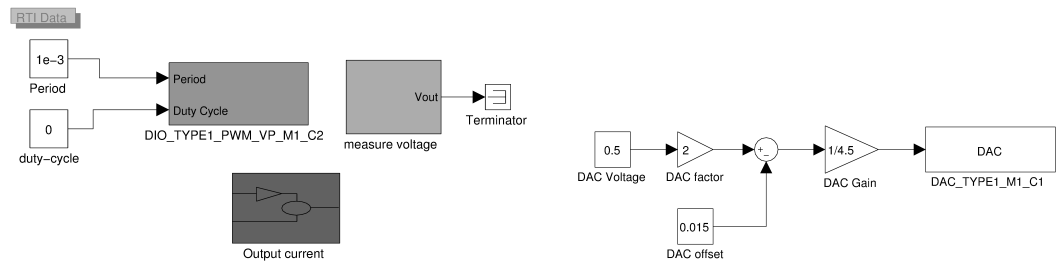 RTI Data
1e−3
Period
Period
Duty Cycle
0
duty−cycle
DIO_TYPE1_PWM_VP_M1_C2
Vout
measure voltage
Terminator
Output current
0.5
DAC Voltage
2
DAC factor
+
−
0.015
DAC offset
1/4.5
DAC Gain
DAC
DAC_TYPE1_M1_C1